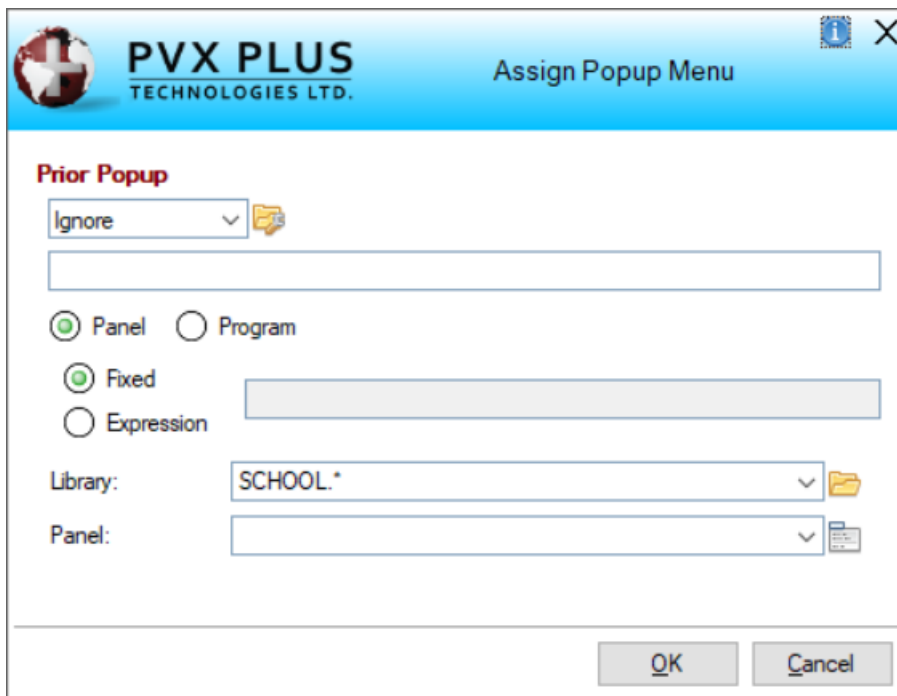 PVX PLUS
TECHNOLOGIES LTD.
Assign Popup Menu
Prior Popup
Ignore
Panel Program
Fixed
Expression
Library: SCHOOL.*
Panel:
OK Cancel